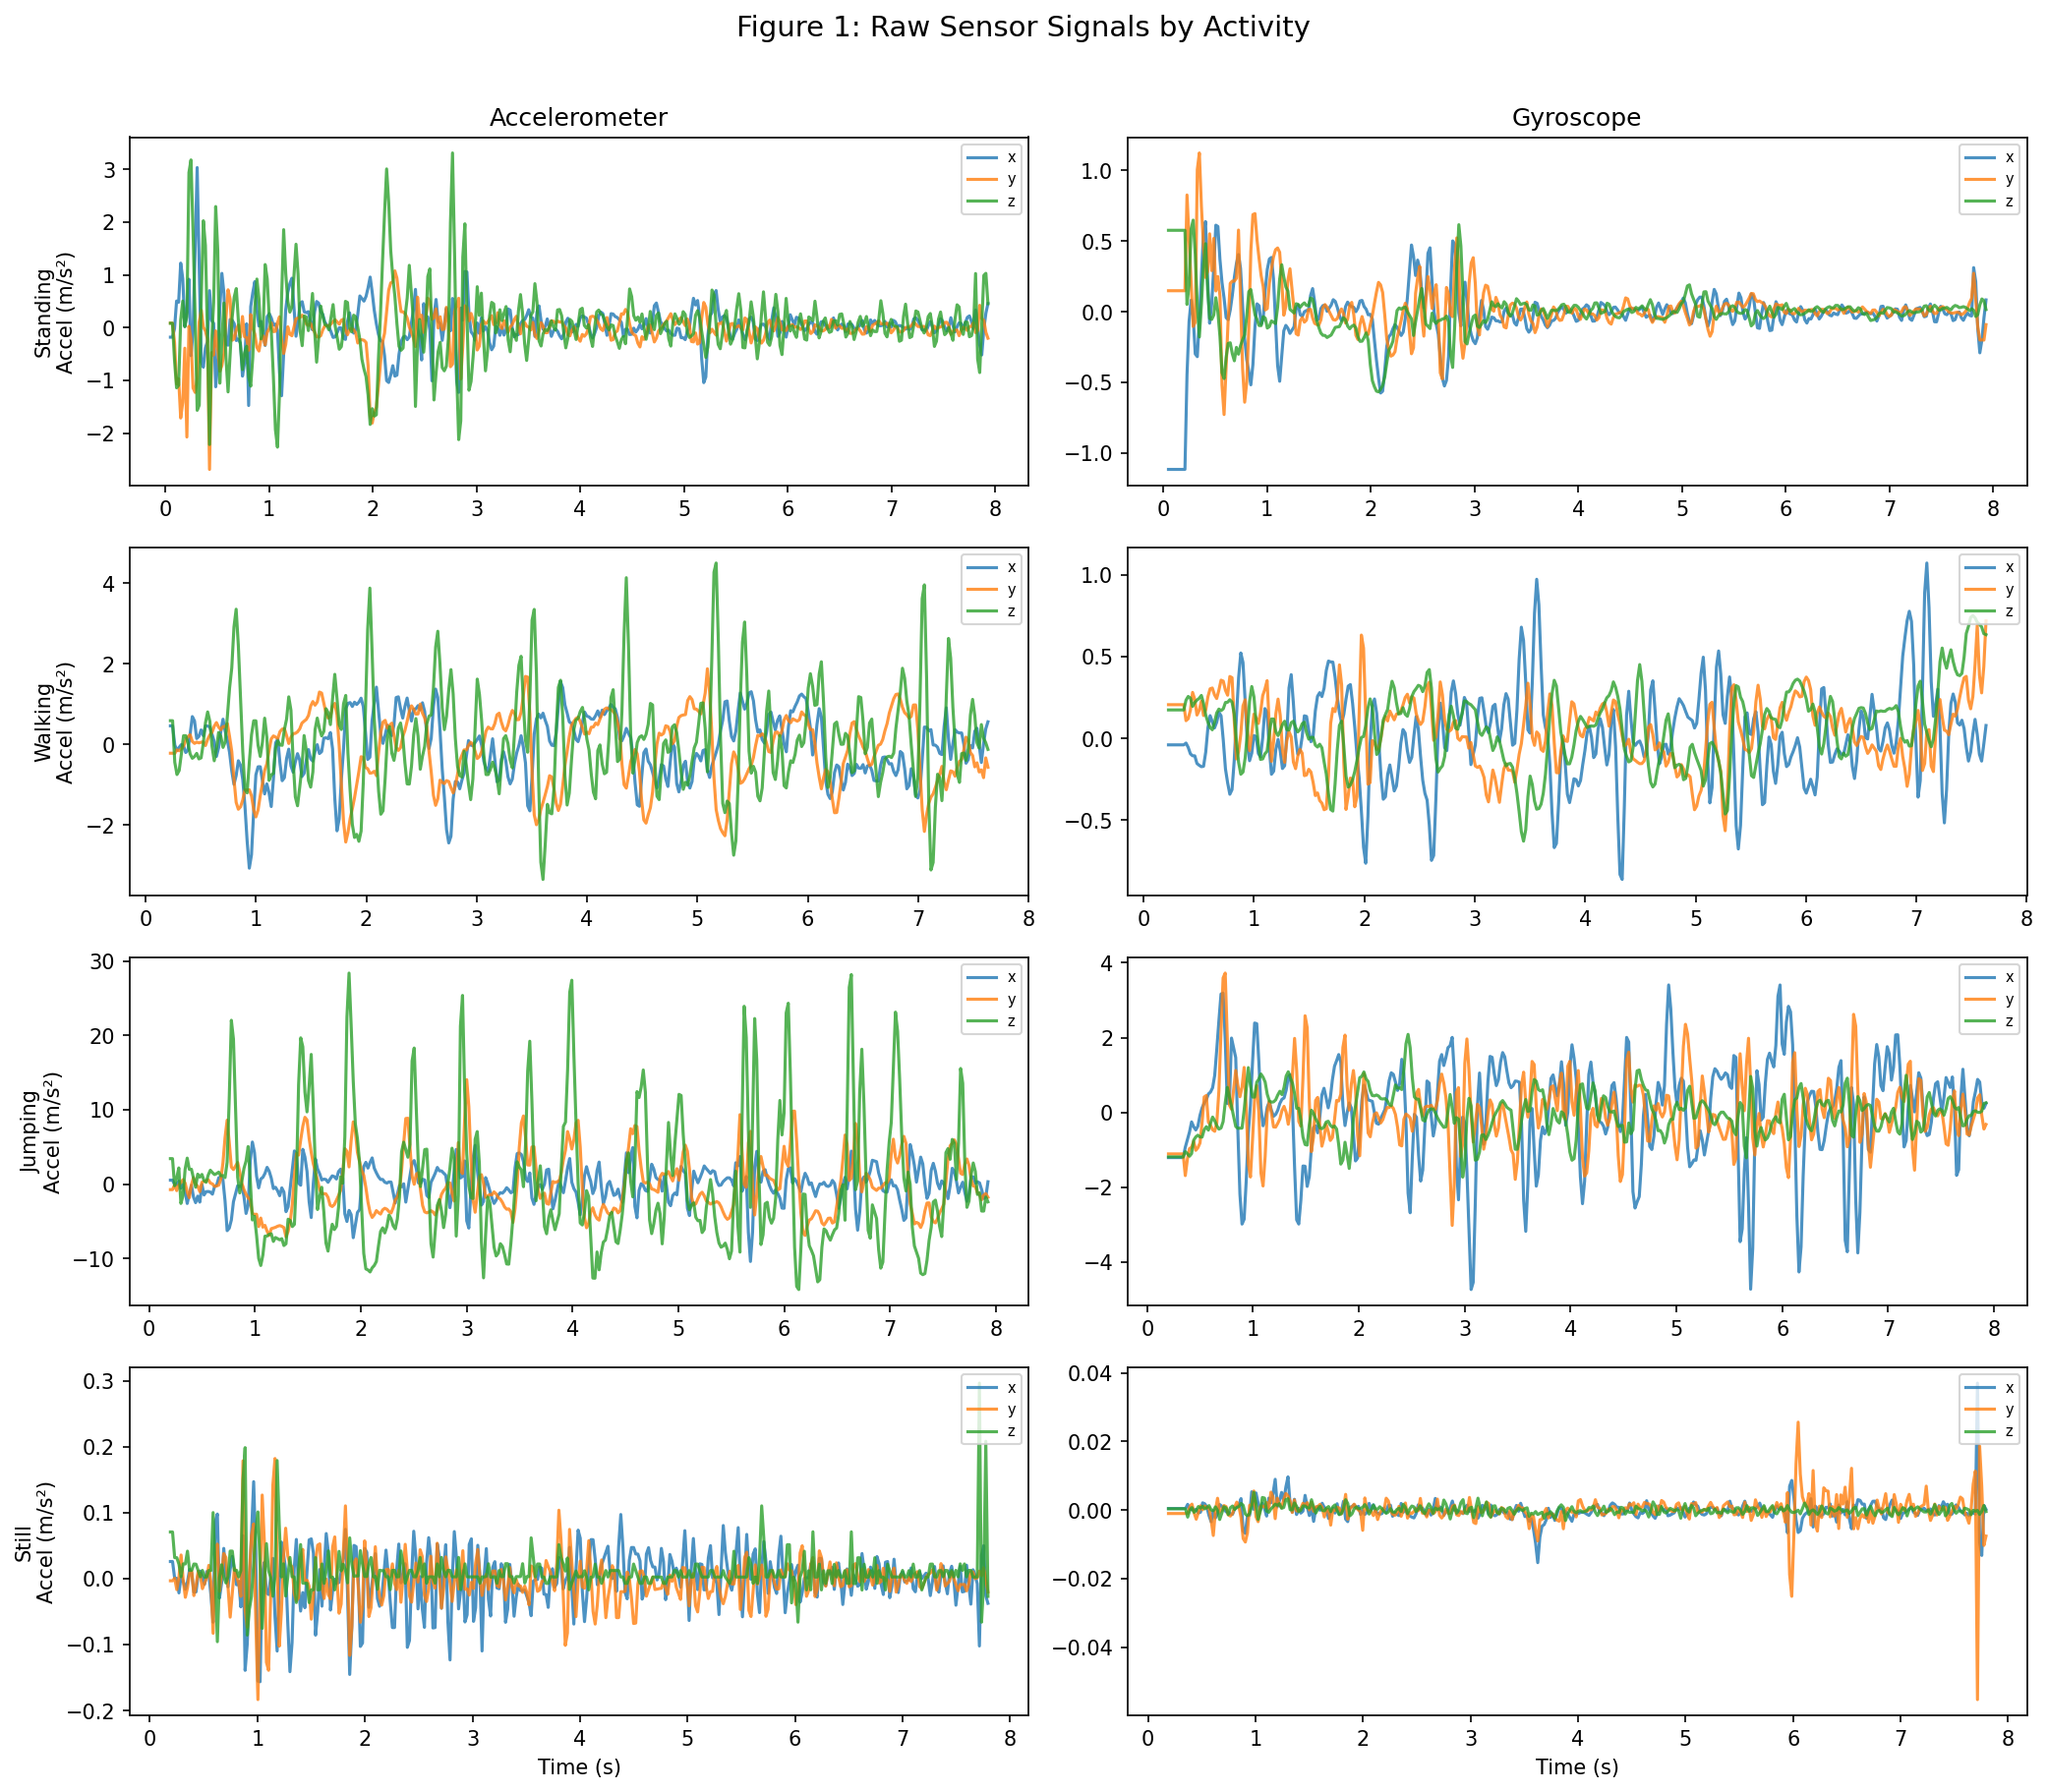 Figure 1: Raw Sensor Signals by Activity
Accelerometer
Gyroscope
Standing
Accel (m/s²)
3
2
1
0
−1
−2
x
y
z
0 1 2 3 4 5 6 7 8
1.0
0.5
0.0
−0.5
−1.0
x
y
z
0 1 2 3 4 5 6 7 8
Walking
Accel (m/s²)
4
2
0
−2
x
y
z
0 1 2 3 4 5 6 7 8
1.0
0.5
0.0
−0.5
x
y
z
0 1 2 3 4 5 6 7 8
Jumping
Accel (m/s²)
30
20
10
0
−10
x
y
z
0 1 2 3 4 5 6 7 8
4
2
0
−2
−4
x
y
z
0 1 2 3 4 5 6 7 8
Still
Accel (m/s²)
0.3
0.2
0.1
0.0
−0.1
−0.2
x
y
z
0 1 2 3 4 5 6 7 8
Time (s)
0.04
0.02
0.00
−0.02
−0.04
x
y
z
0 1 2 3 4 5 6 7 8
Time (s)